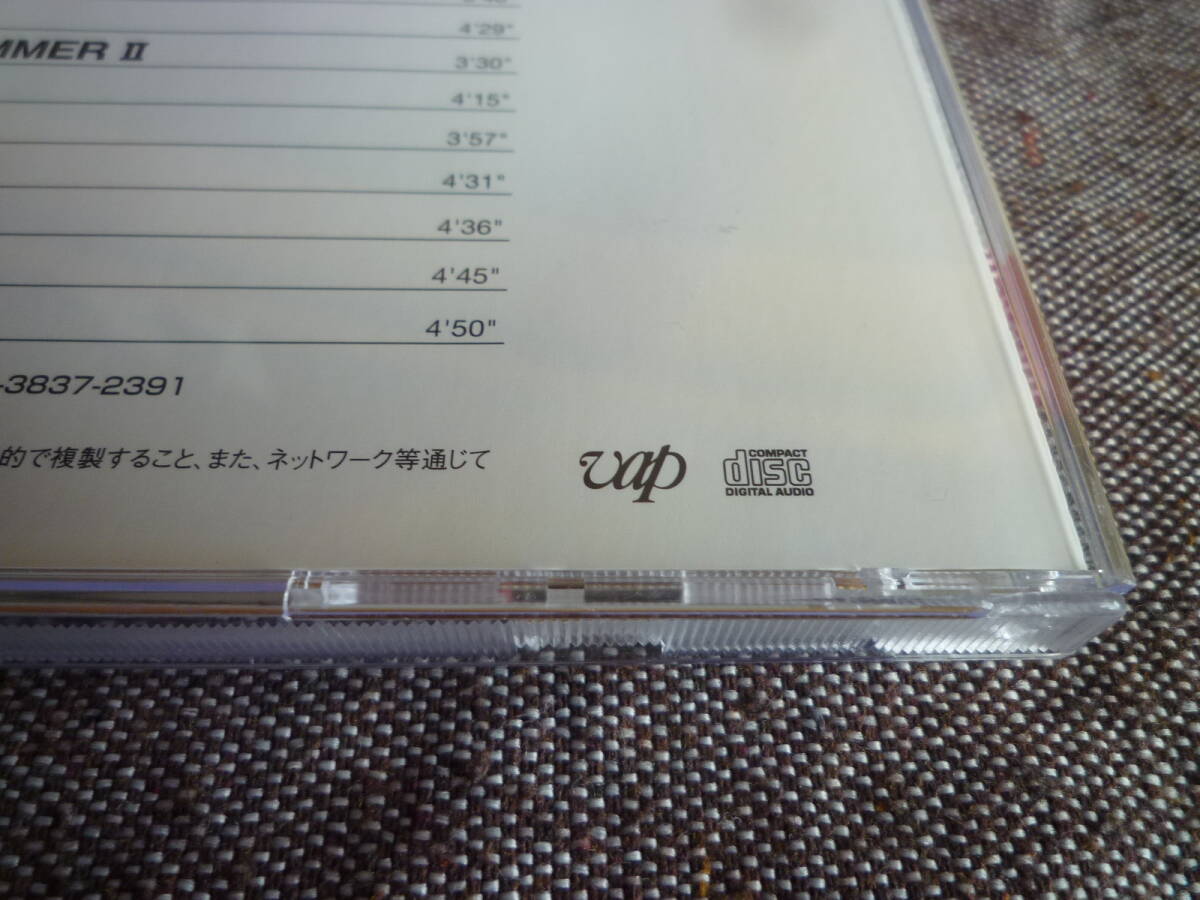 4'29"
MMER II 3'30"
4'15"
3'57"
4'31"
4'36"
4'45"
4'50"
-3837-2391
的で複製すること、また、ネットワーク等通じて
vap
COMPACT
disc
DIGITAL AUDIO